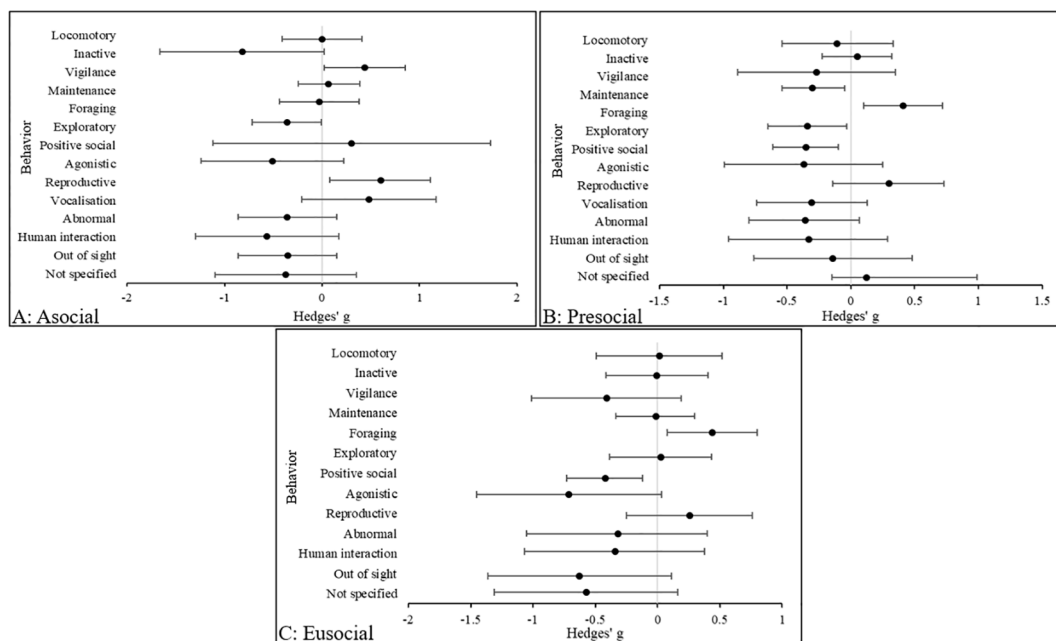 Locomotory
Inactive
Vigilance
Maintenance
Foraging
Exploratory
Positive social
Agonistic
Reproductive
Vocalisation
Abnormal
Human interaction
Out of sight
Not specified
Behavior
-2 -1 0 1 2
Hedges' g
A: Asocial
Locomotory
Inactive
Vigilance
Maintenance
Foraging
Exploratory
Positive social
Agonistic
Reproductive
Vocalisation
Abnormal
Human interaction
Out of sight
Not specified
Behavior
-1.5 -1 -0.5 0 0.5 1 1.5
Hedges' g
B: Presocial
Locomotory
Inactive
Vigilance
Maintenance
Foraging
Exploratory
Positive social
Agonistic
Reproductive
Abnormal
Human interaction
Out of sight
Not specified
Behavior
-2 -1.5 -1 -0.5 0 0.5 1
Hedges' g
C: Eusocial